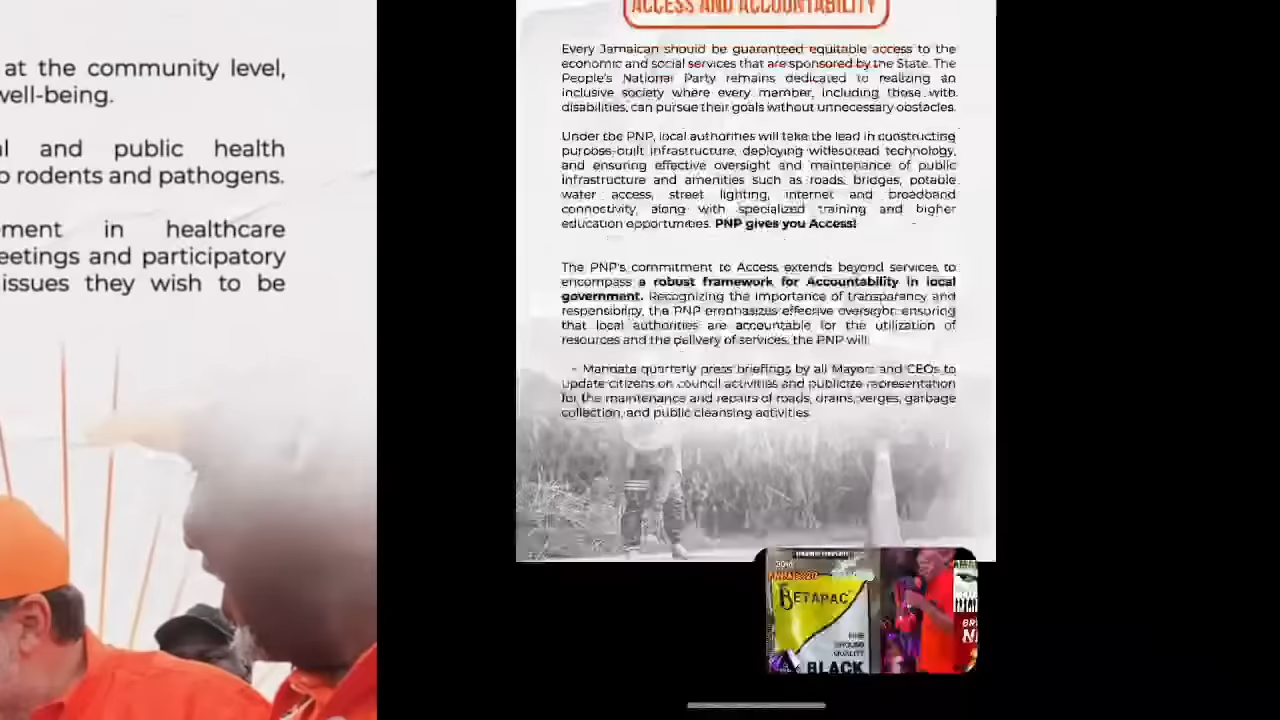 at the community level,
well-being.
and public health
rodents and pathogens.
in healthcare
meetings and participatory
issues they wish to be
ACCESS AND ACCOUNTABILITY
Every Jamaican should be guaranteed equitable access to the
economic and social services that are sponsored by the State. The
People's National Party remains dedicated to realizing an
inclusive society where every member, including those with
disabilities, can pursue their goals without unnecessary obstacles.
Under the PNP, local authorities will take the lead in constructing
purpose-built infrastructure, deploying widespread technology,
and ensuring effective oversight and maintenance of public
infrastructure and amenities such as roads, bridges, potable
water access, street lighting, internet and broadband
connectivity, along with specialized training and higher
education opportunities. PNP gives you Access!
The PNP's commitment to Access extends beyond services to
encompass a robust framework for Accountability in local
government. Recognizing the importance of transparency and
responsibility, the PNP emphasizes effective oversight ensuring
that local authorities are accountable for the utilization of
resources and the delivery of services, the PNP will:
- Mandate quarterly press briefings by all Mayors and CEOs to
update citizens on council activities and publicize representation
for the maintenance and repairs of roads, drains, verges, garbage
collection, and public cleansing activities.
BETAPAC
FINE
GROUND
QUALITY
BLACK